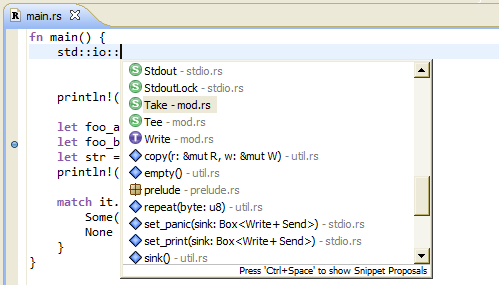 main.rs
fn main() {
std::io::
Stdout - stdio.rs
StdoutLock - stdio.rs
println!(
Take - mod.rs
Tee - mod.rs
let foo_a
Write - mod.rs
let foo_b
copy(r: &mut R, w: &mut W) - util.rs
let str =
empty() - util.rs
println!(
prelude - prelude.rs
match it.
repeat(byte: u8) - util.rs
Some(
set_panic(sink: Box<Write+ Send>) - stdio.rs
None
set_print(sink: Box<Write+ Send>) - stdio.rs
}
sink() - util.rs
}
Press 'Ctrl+Space' to show Snippet Proposals